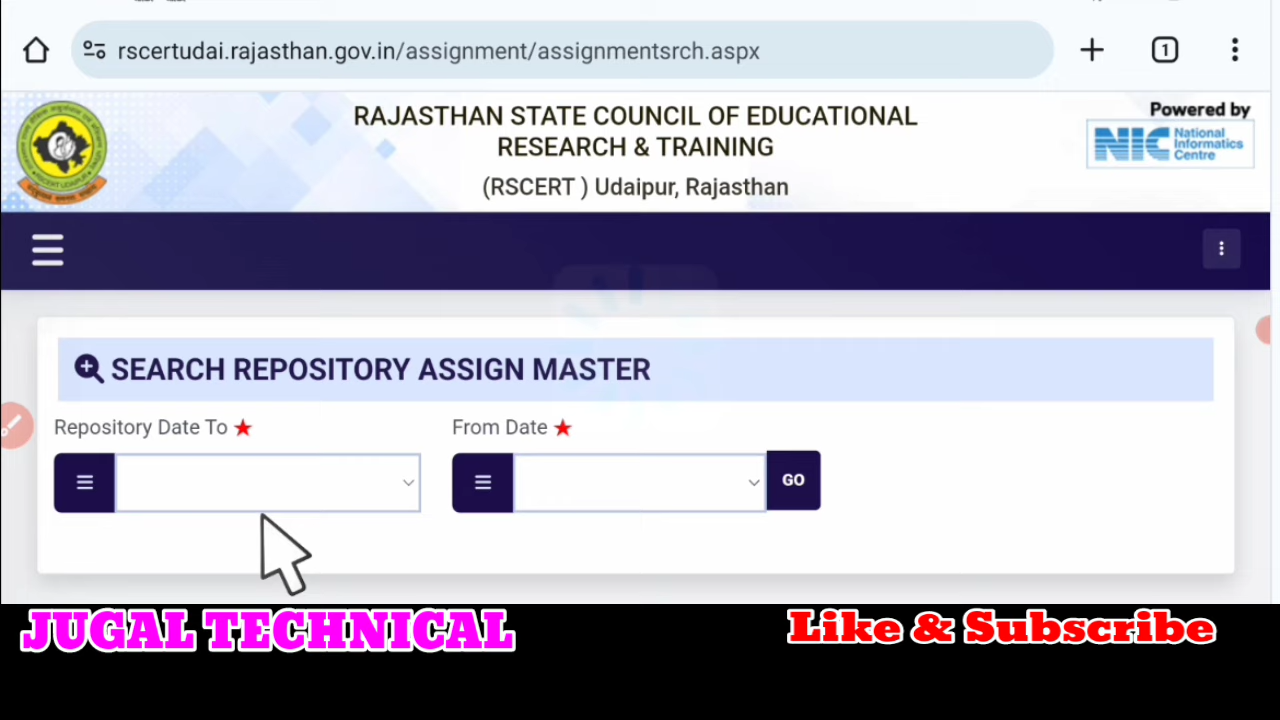 rscertudai.rajasthan.gov.in/assignment/assignmentsrch.aspx
1
RAJASTHAN STATE COUNCIL OF EDUCATIONAL
RESEARCH & TRAINING
(RSCERT ) Udaipur, Rajasthan
Powered by
NIC National
Informatics
Centre
SEARCH REPOSITORY ASSIGN MASTER
Repository Date To ★
From Date ★
GO
JUGAL TECHNICAL
Like & Subscribe